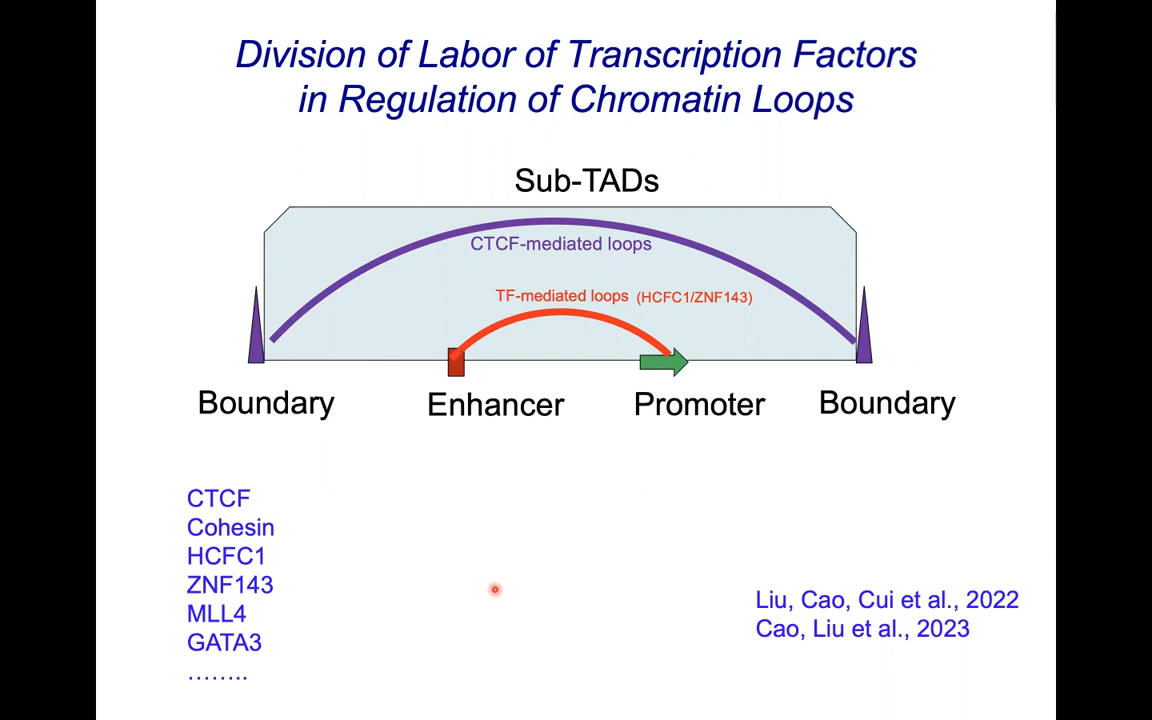 Division of Labor of Transcription Factors
in Regulation of Chromatin Loops
Sub-TADs
CTCF-mediated loops
TF-mediated loops (HCFC1/ZNF143)
Boundary Enhancer Promoter Boundary
CTCF
Cohesin
HCFC1
ZNF143
MLL4
GATA3
……..
Liu, Cao, Cui et al., 2022
Cao, Liu et al., 2023